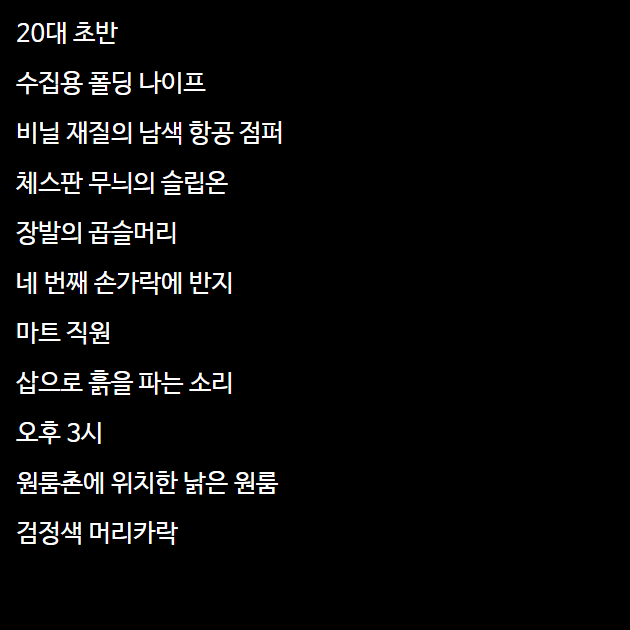 20대 초반
수집용 폴딩 나이프
비닐 재질의 남색 항공 점퍼
체스판 무늬의 슬립온
장발의 곱슬머리
네 번째 손가락에 반지
마트 직원
삽으로 흙을 파는 소리
오후 3시
원룸촌에 위치한 낡은 원룸
검정색 머리카락